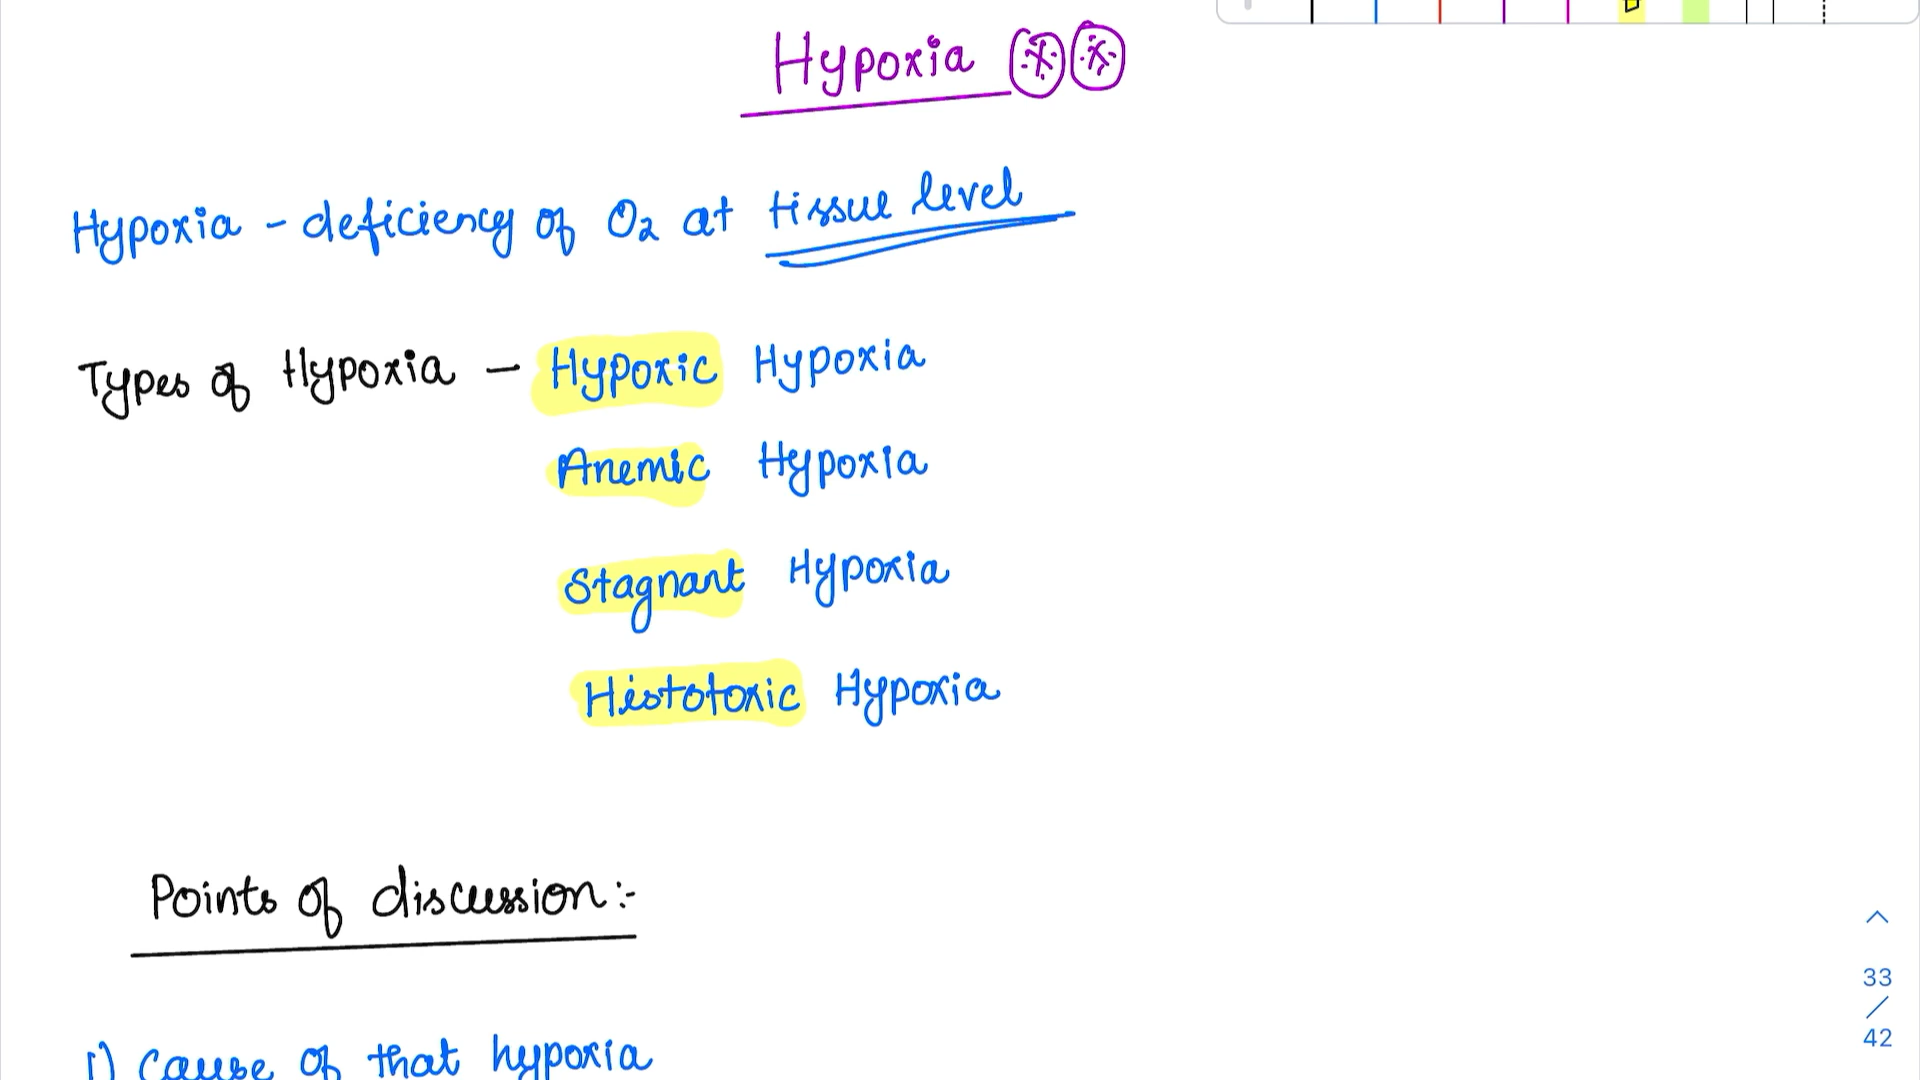 Hypoxia
Hypoxia - deficiency of O2 at tissue level
Types of Hypoxia - Hypoxic Hypoxia
Anemic Hypoxia
Stagnant Hypoxia
Histotoxic Hypoxia
Points of discussion:-
1) Cause of that hypoxia
33
/
42